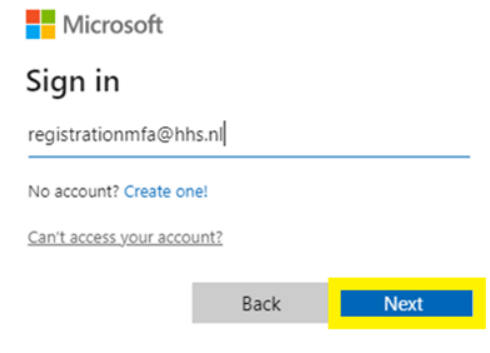 Microsoft
Sign in
registrationmfa@hhs.nl
No account? Create one!
Can't access your account?
Back
Next